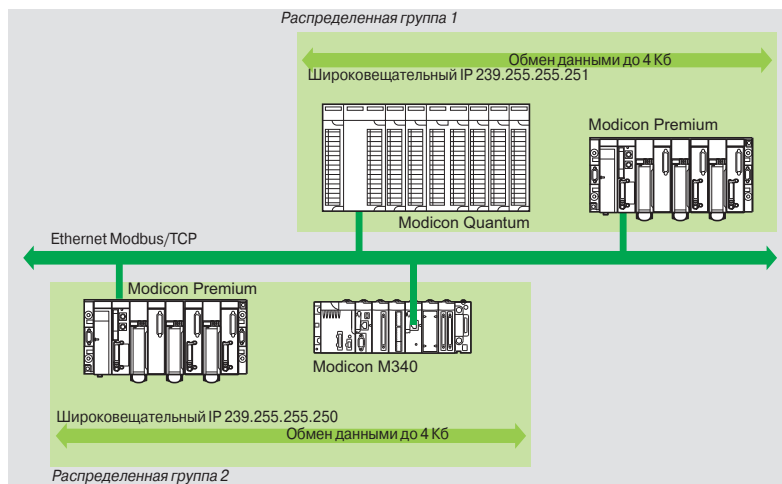 Распределенная группа 1
Обмен данными до 4 Кб
Широковещательный IP 239.255.255.251
Modicon Premium
Modicon Quantum
Ethernet Modbus/TCP
Modicon Premium
Modicon M340
Широковещательный IP 239.255.255.250
Обмен данными до 4 Кб
Распределенная группа 2